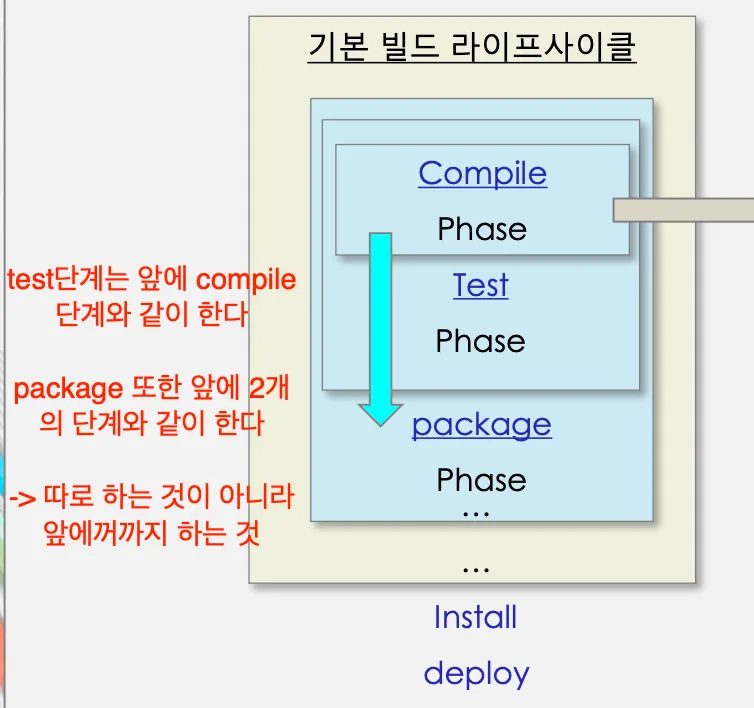 기본 빌드 라이프사이클
Compile
Phase
Test
Phase
package
Phase
...
...
Install
deploy
test단계는 앞에 compile
단계와 같이 한다
package 또한 앞에 2개
의 단계와 같이 한다
-> 따로 하는 것이 아니라
앞에꺼까지 하는 것